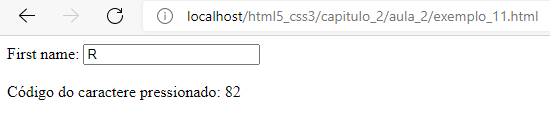 localhost/html5_css3/capitulo_2/aula_2/exemplo_11.html
First name: R
Código do caractere pressionado: 82